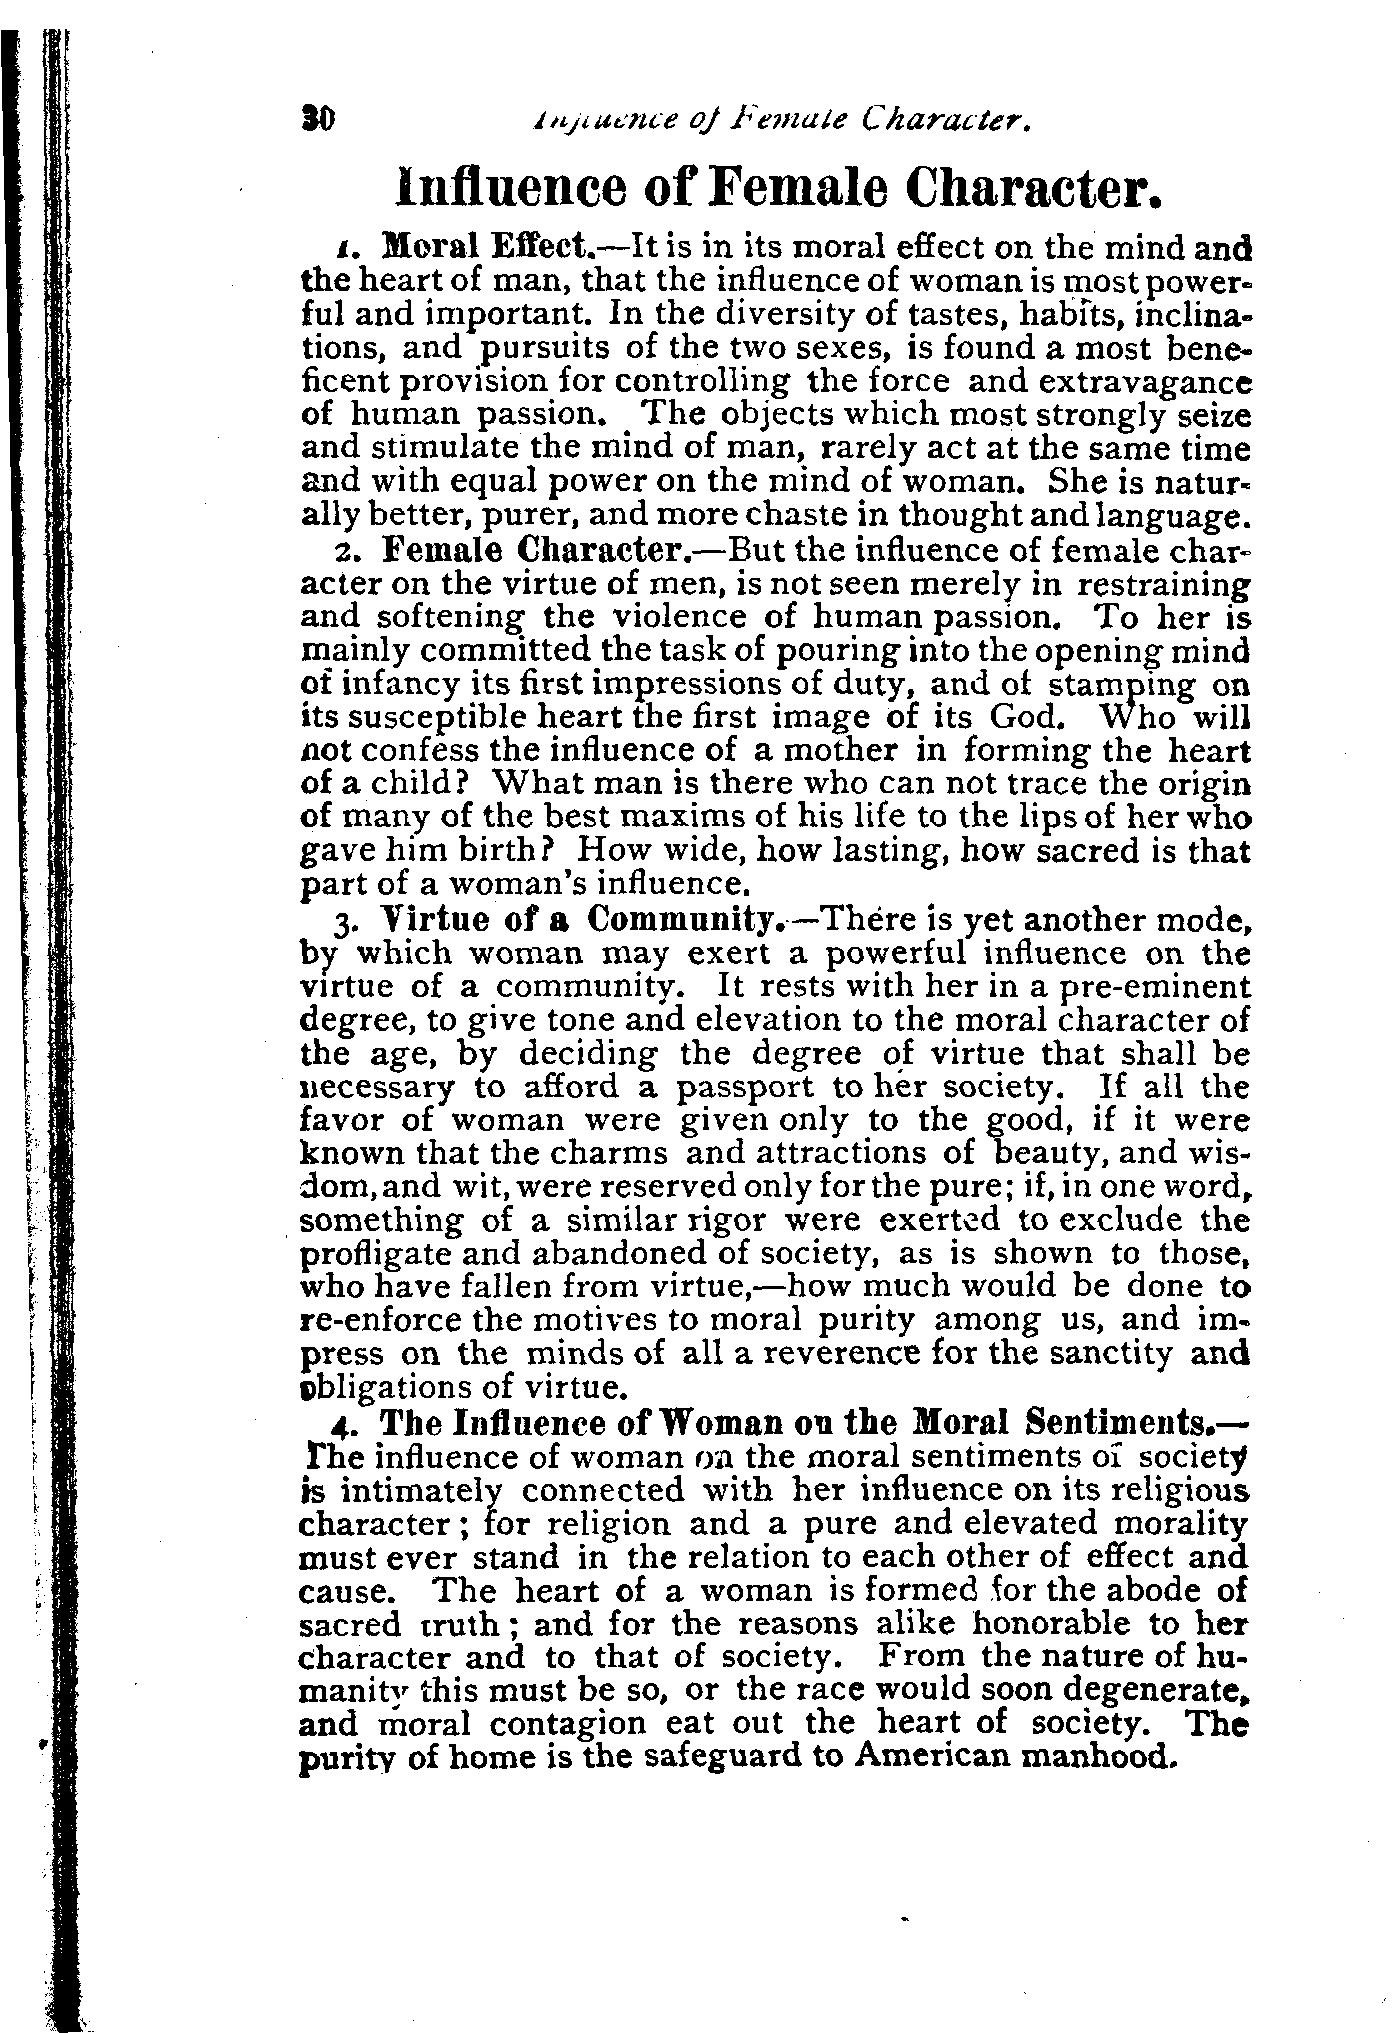 30 Influence of Female Character.
Influence of Female Character.
1. Moral Effect.—It is in its moral effect on the mind and
the heart of man, that the influence of woman is most power-
ful and important. In the diversity of tastes, habits, inclina-
tions, and pursuits of the two sexes, is found a most bene-
ficent provision for controlling the force and extravagance
of human passion. The objects which most strongly seize
and stimulate the mind of man, rarely act at the same time
and with equal power on the mind of woman. She is natur-
ally better, purer, and more chaste in thought and language.
2. Female Character.—But the influence of female char-
acter on the virtue of men, is not seen merely in restraining
and softening the violence of human passion. To her is
mainly committed the task of pouring into the opening mind
of infancy its first impressions of duty, and of stamping on
its susceptible heart the first image of its God. Who will
not confess the influence of a mother in forming the heart
of a child? What man is there who can not trace the origin
of many of the best maxims of his life to the lips of her who
gave him birth? How wide, how lasting, how sacred is that
part of a woman's influence.
3. Virtue of a Community.—There is yet another mode,
by which woman may exert a powerful influence on the
virtue of a community. It rests with her in a pre-eminent
degree, to give tone and elevation to the moral character of
the age, by deciding the degree of virtue that shall be
necessary to afford a passport to her society. If all the
favor of woman were given only to the good, if it were
known that the charms and attractions of beauty, and wis-
dom, and wit, were reserved only for the pure; if, in one word,
something of a similar rigor were exerted to exclude the
profligate and abandoned of society, as is shown to those,
who have fallen from virtue,—how much would be done to
re-enforce the motives to moral purity among us, and im-
press on the minds of all a reverence for the sanctity and
obligations of virtue.
4. The Influence of Woman on the Moral Sentiments.—
The influence of woman on the moral sentiments of society
is intimately connected with her influence on its religious
character; for religion and a pure and elevated morality
must ever stand in the relation to each other of effect and
cause. The heart of a woman is formed for the abode of
sacred truth; and for the reasons alike honorable to her
character and to that of society. From the nature of hu-
manity this must be so, or the race would soon degenerate,
and moral contagion eat out the heart of society. The
purity of home is the safeguard to American manhood.